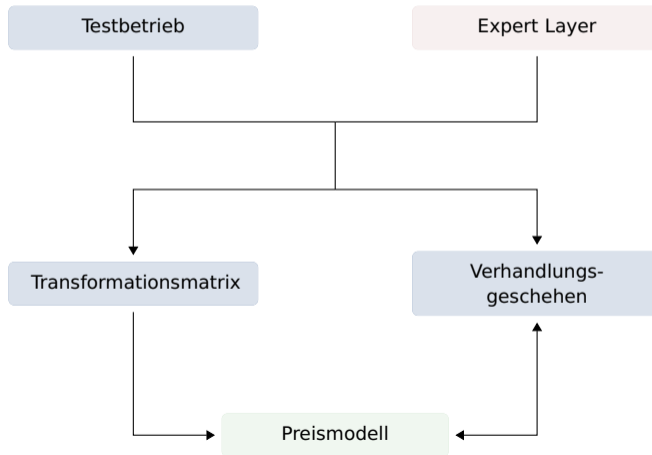 Testbetrieb
Expert Layer
Transformationsmatrix
Verhandlungs-
geschehen
Preismodell